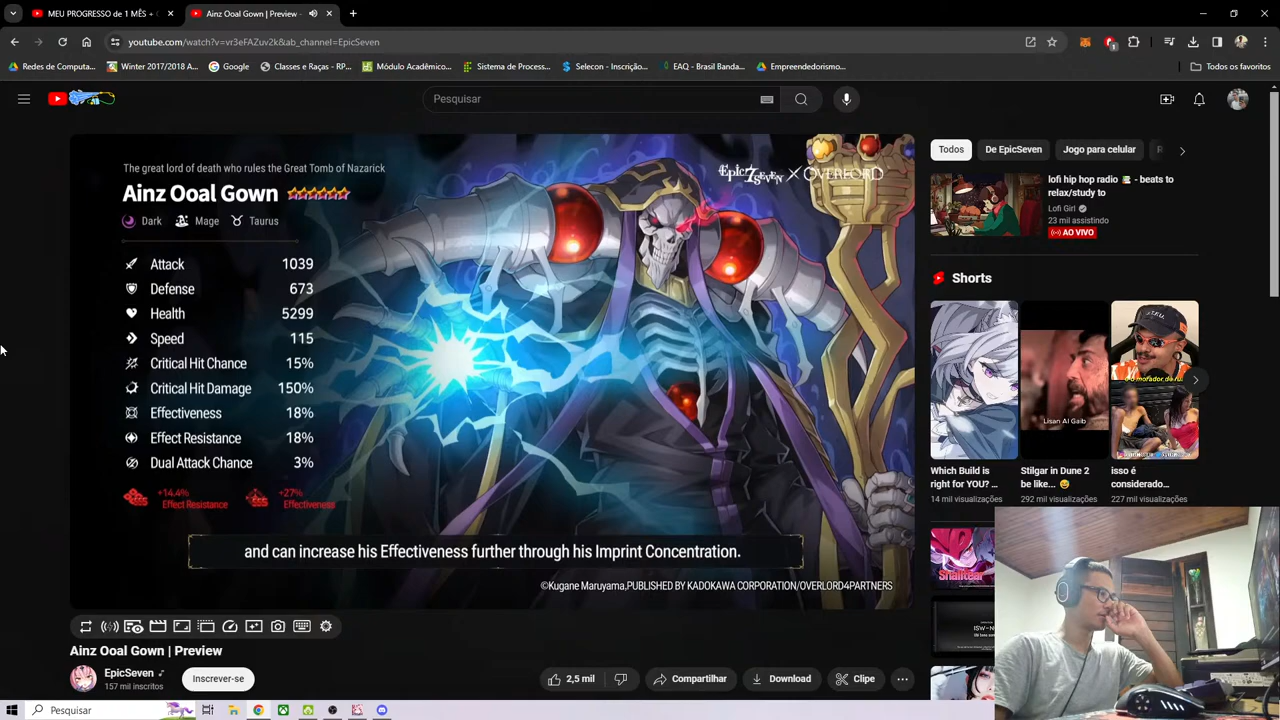 MEU PROGRESSO de 1 MÊS +
Ainz Ooal Gown | Preview -
youtube.com/watch?v=vr3eFAZuv2k&ab_channel=EpicSeven
Redes de Computa...
Winter 2017/2018 A...
Google
Classes e Raças - RP...
Módulo Acadêmico...
Sistema de Process...
Selecon - Inscrição...
EAQ - Brasil Banda...
Empreendedorismo...
Todos os favoritos
Pesquisar
The great lord of death who rules the Great Tomb of Nazarick
Ainz Ooal Gown
Dark Mage Taurus
Attack 1039
Defense 673
Health 5299
Speed 115
Critical Hit Chance 15%
Critical Hit Damage 150%
Effectiveness 18%
Effect Resistance 18%
Dual Attack Chance 3%
+14.4%
Effect Resistance
+27%
Effectiveness
EPIC SEVEN X OVERLORD
and can increase his Effectiveness further through his Imprint Concentration.
©Kugane Maruyama,PUBLISHED BY KADOKAWA CORPORATION/OVERLORD4PARTNERS
Ainz Ooal Gown | Preview
EpicSeven
157 mil inscritos
Inscrever-se
2,5 mil
Compartilhar
Download
Clipe
Todos
De EpicSeven
Jogo para celular
lofi hip hop radio - beats to
relax/study to
Lofi Girl
23 mil assistindo
AO VIVO
Shorts
Lisan Al Gaib
Which Build is
right for YOU? ...
14 mil visualizações
Stilgar in Dune 2
be like...
292 mil visualizações
isso é
considerado...
227 mil visualizações
Shalltear
Pesquisar